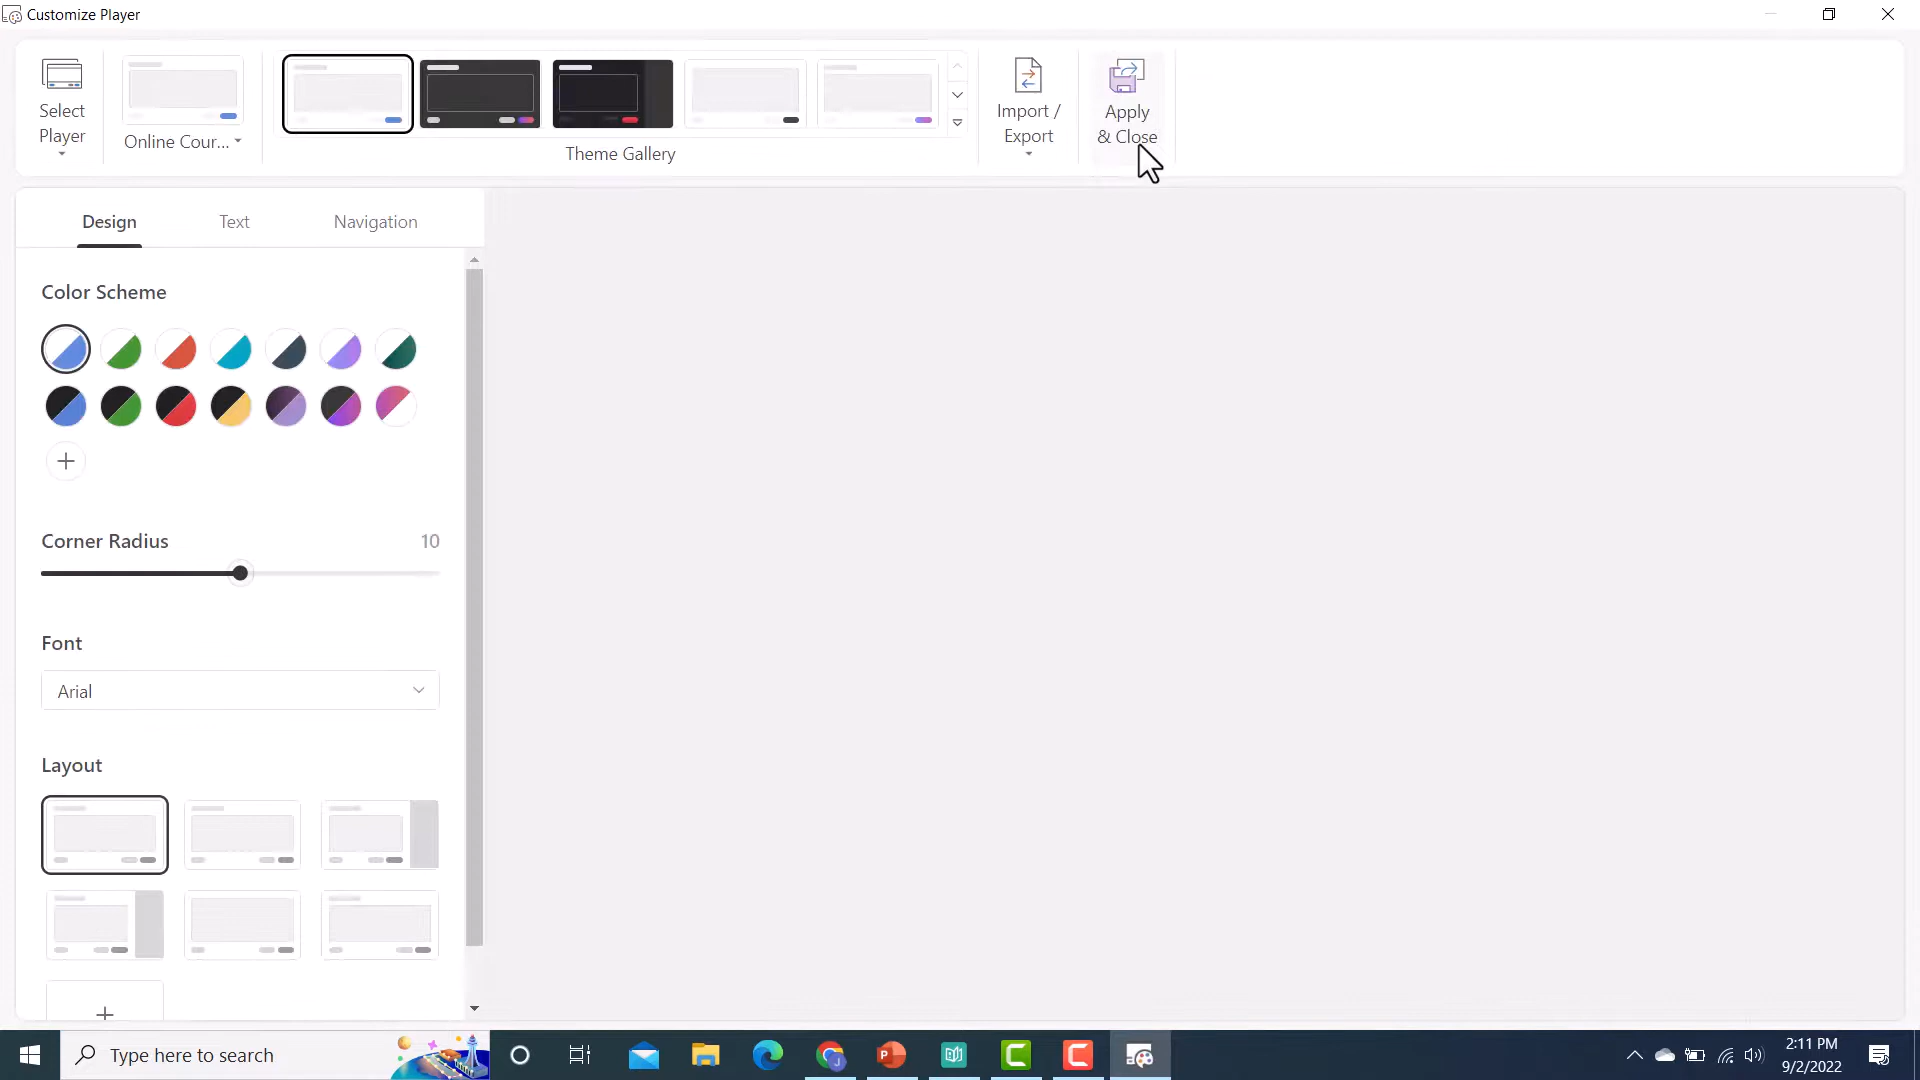 Customize Player
Select
Player
Online Cour...
Theme Gallery
Import /
Export
Apply
& Close
Design
Text
Navigation
Color Scheme
Corner Radius
10
Font
Arial
Layout
Type here to search
2:11 PM
9/2/2022